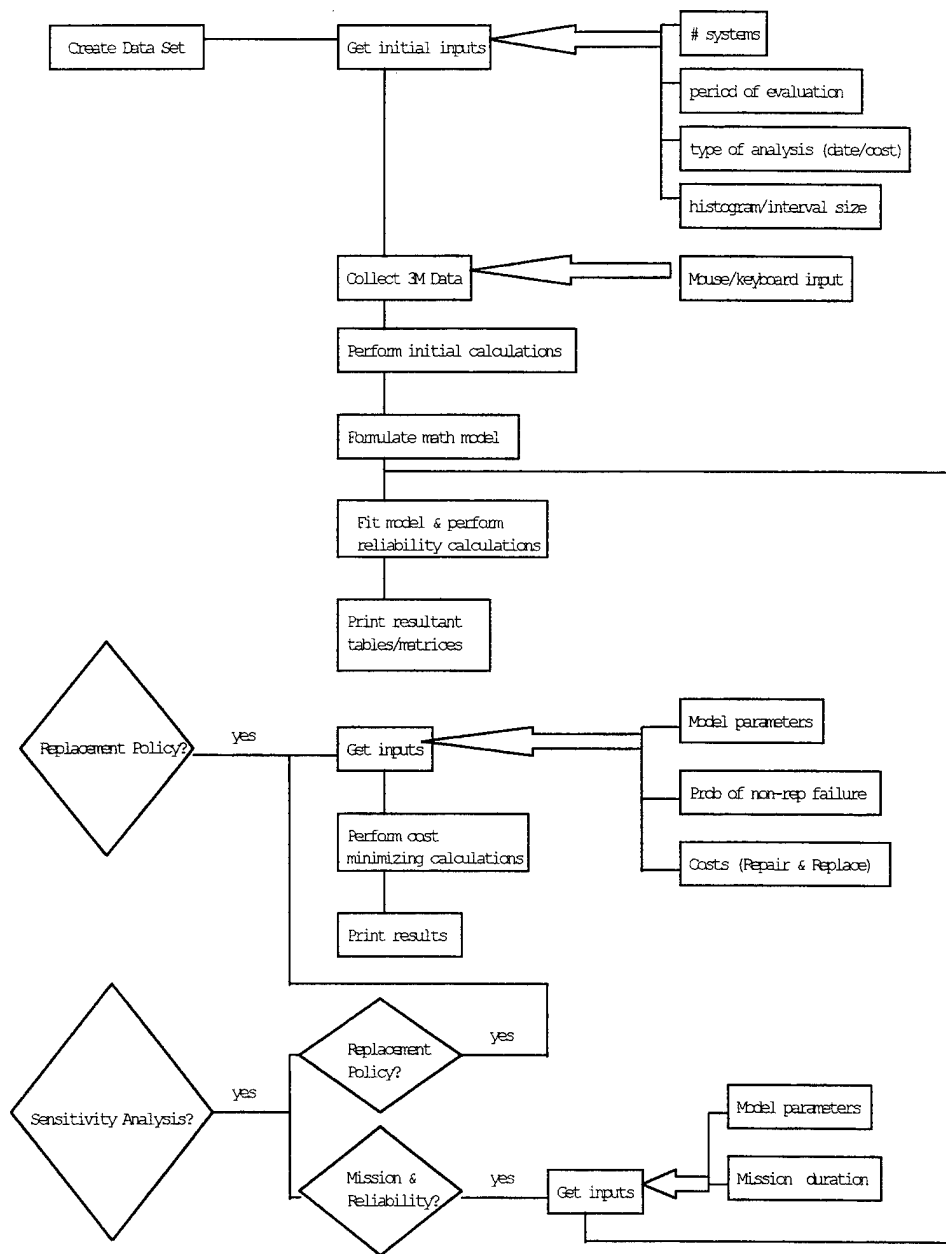 Create Data Set
Get initial inputs
# systems
period of evaluation
type of analysis (date/cost)
histogram/interval size
Collect 3M Data
Mouse/keyboard input
Perform initial calculations
Formulate math model
Fit model & perform
reliability calculations
Print resultant
tables/matrices
Replacement Policy?
yes
Get inputs
Model parameters
Prob of non-rep failure
Costs (Repair & Replace)
Perform cost
minimizing calculations
Print results
Sensitivity Analysis?
yes
Replacement
Policy?
yes
Mission &
Reliability?
yes
Get inputs
Model parameters
Mission duration